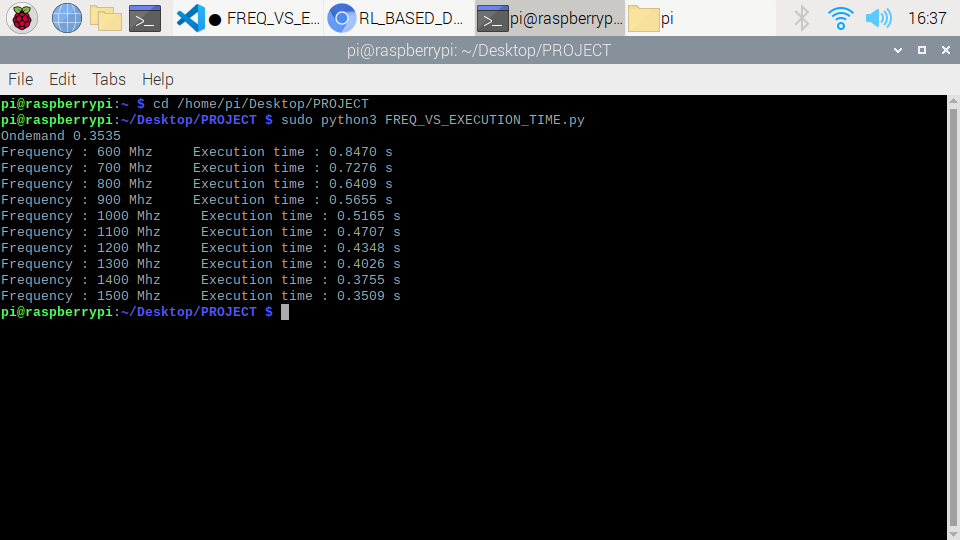 FREQ_VS_E... RL_BASED_D... pi@raspberryp... pi 16:37
pi@raspberrypi: ~/Desktop/PROJECT
File Edit Tabs Help
pi@raspberrypi:~ $ cd /home/pi/Desktop/PROJECT
pi@raspberrypi:~/Desktop/PROJECT $ sudo python3 FREQ_VS_EXECUTION_TIME.py
Ondemand 0.3535
Frequency : 600 Mhz     Execution time : 0.8470 s
Frequency : 700 Mhz     Execution time : 0.7276 s
Frequency : 800 Mhz     Execution time : 0.6409 s
Frequency : 900 Mhz     Execution time : 0.5655 s
Frequency : 1000 Mhz     Execution time : 0.5165 s
Frequency : 1100 Mhz     Execution time : 0.4707 s
Frequency : 1200 Mhz     Execution time : 0.4348 s
Frequency : 1300 Mhz     Execution time : 0.4026 s
Frequency : 1400 Mhz     Execution time : 0.3755 s
Frequency : 1500 Mhz     Execution time : 0.3509 s
pi@raspberrypi:~/Desktop/PROJECT $